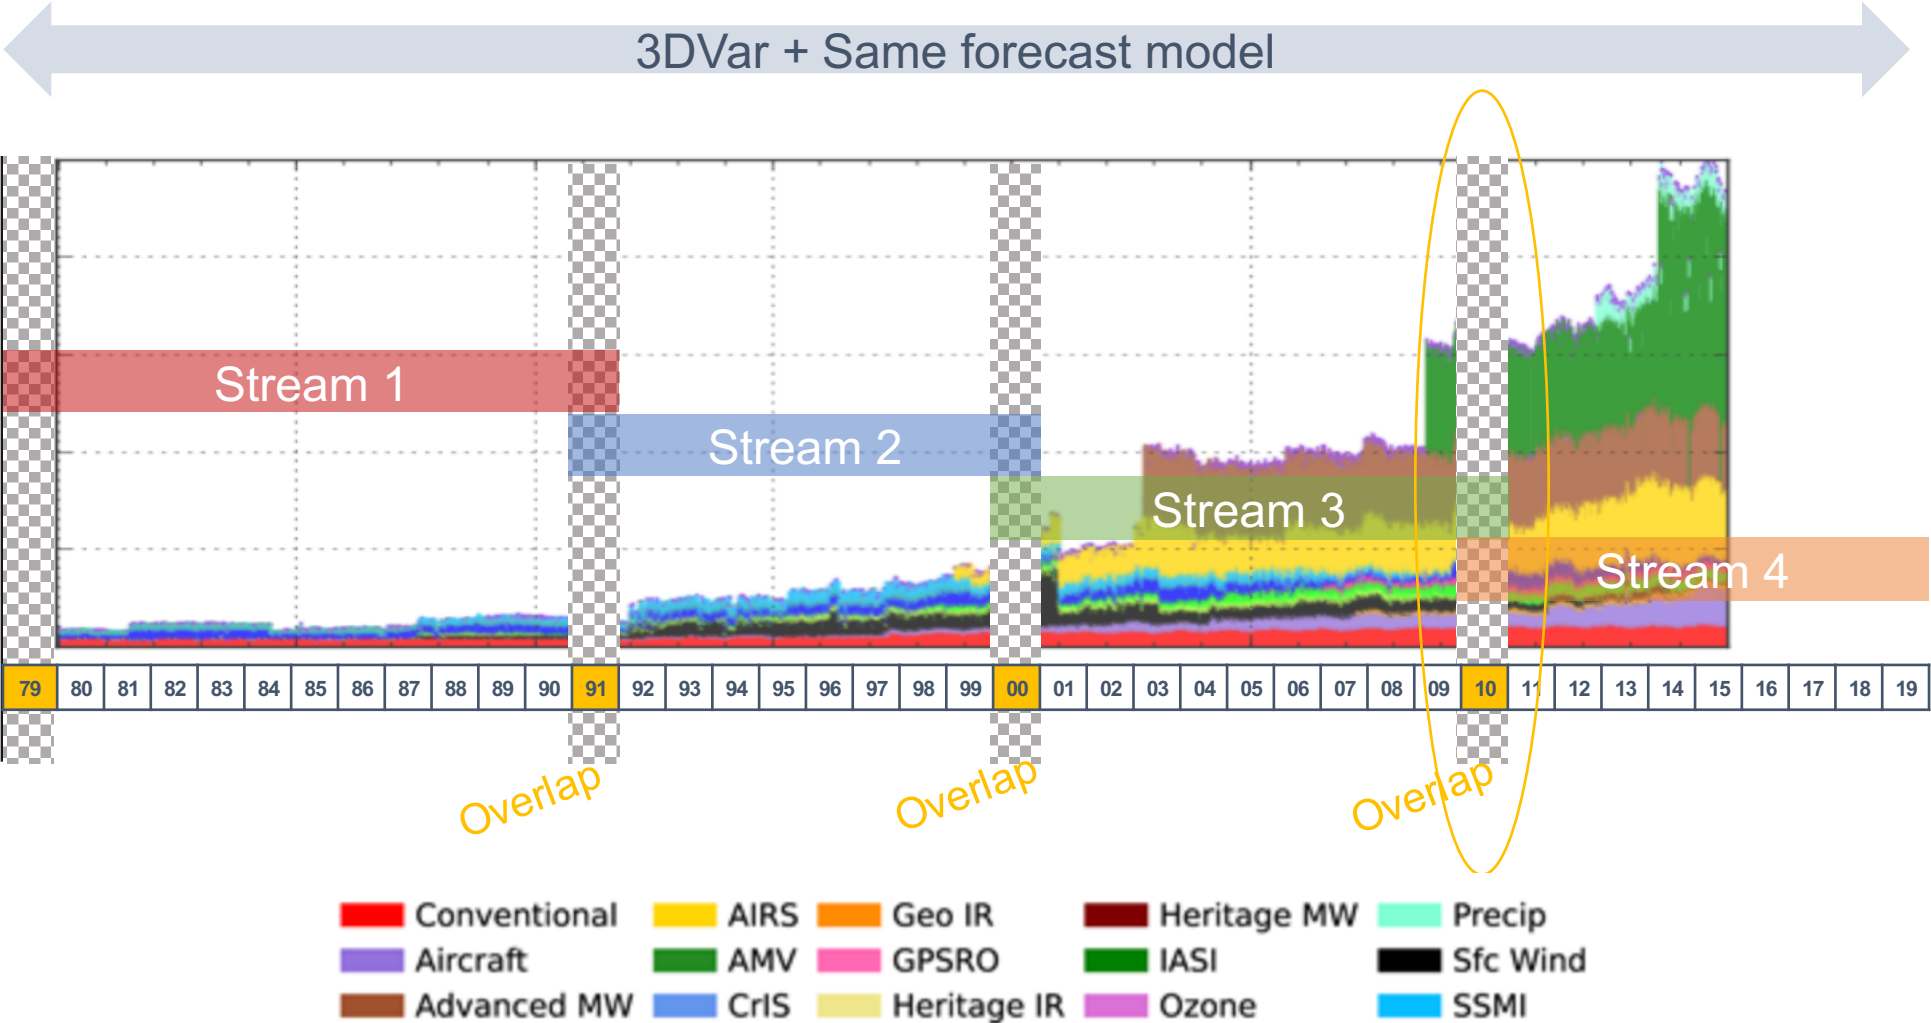 3DVar + Same forecast model
Stream 1
Stream 2
Stream 3
Stream 4
79 80 81 82 83 84 85 86 87 88 89 90 91 92 93 94 95 96 97 98 99 00 01 02 03 04 05 06 07 08 09 10 11 12 13 14 15 16 17 18 19
Overlap Overlap Overlap
Conventional AIRS Geo IR Heritage MW Precip
Aircraft AMV GPSRO IASI Sfc Wind
Advanced MW CrIS Heritage IR Ozone SSMI